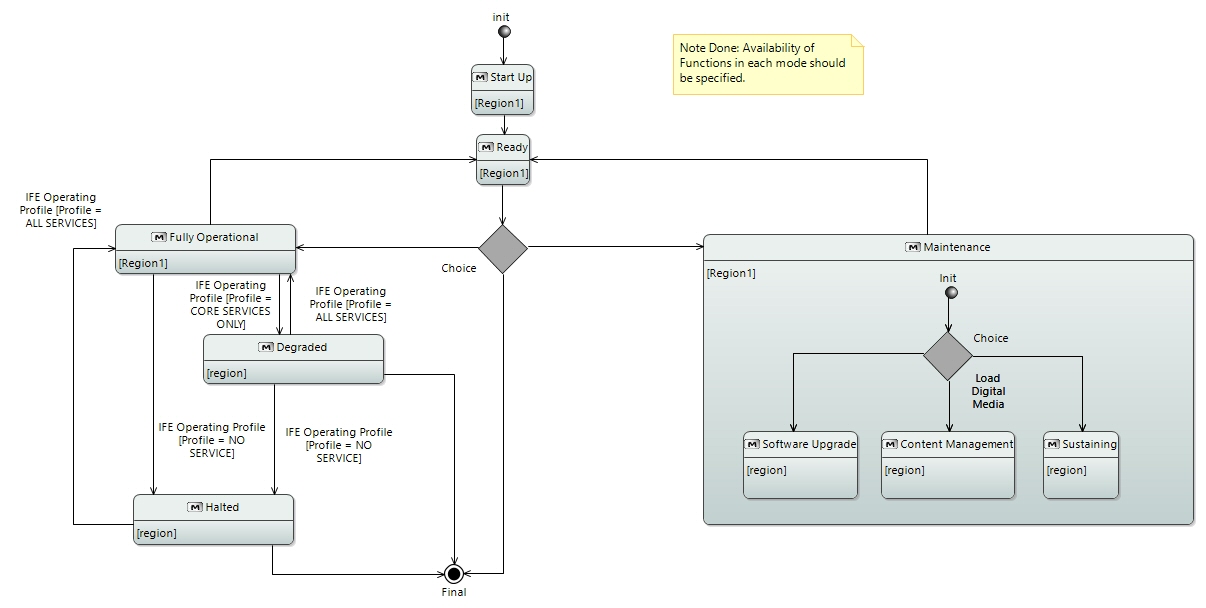 init
Note Done: Availability of
Functions in each mode should
be specified.
M Start Up
[Region1]
M Ready
[Region1]
IFE Operating
Profile [Profile =
ALL SERVICES]
M Fully Operational
[Region1]
Choice
M Maintenance
[Region1]
Init
Choice
Load
Digital
Media
IFE Operating
Profile [Profile =
CORE SERVICES
ONLY]
IFE Operating
Profile [Profile =
ALL SERVICES]
M Degraded
[region]
IFE Operating Profile
[Profile = NO
SERVICE]
IFE Operating Profile
[Profile = NO
SERVICE]
M Software Upgrade
[region]
M Content Management
[region]
M Sustaining
[region]
M Halted
[region]
Final